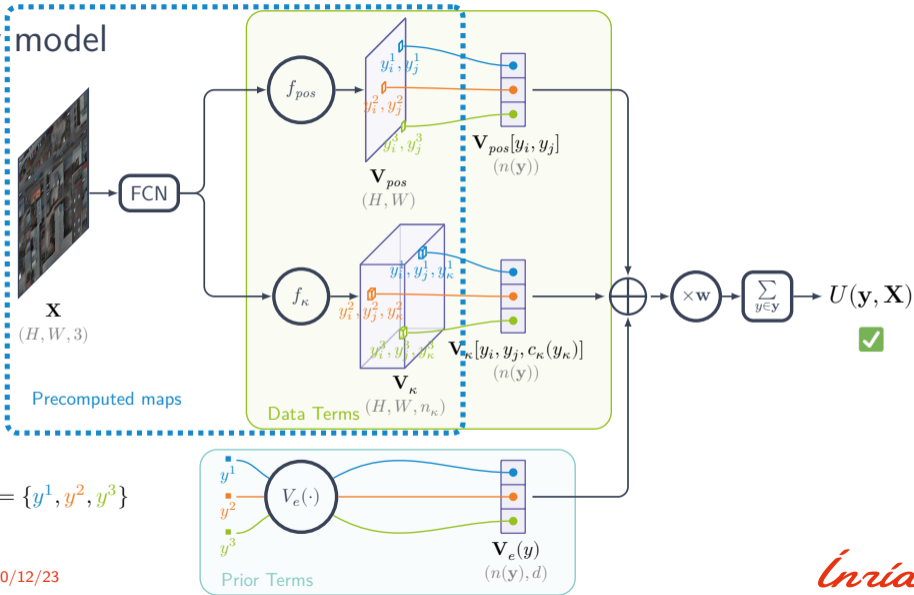 model
f_pos
y_i^1, y_j^1
y_i^2, y_j^2
y_i^3, y_j^3
V_pos[y_i, y_j]
(n(y))
V_pos
(H, W)
FCN
X
(H, W, 3)
f_κ
y_i^1, y_j^1, y_κ^1
y_i^2, y_j^2, y_κ^2
y_i^3, y_j^3, y_κ^3
V_κ[y_i, y_j, c_κ(y_κ)]
(n(y))
V_κ
(H, W, n_κ)
×w
∑
y∈y
U(y, X)
✅
Precomputed maps
Data Terms
= {y^1, y^2, y^3}
y^1
y^2
y^3
V_e(·)
V_e(y)
(n(y), d)
Prior Terms
0/12/23
Inria